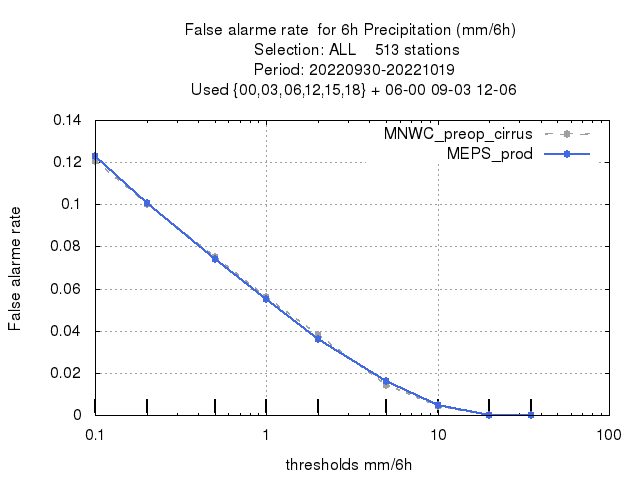 False alarme rate  for 6h Precipitation (mm/6h)
Selection: ALL    513 stations
Period: 20220930-20221019
Used {00,03,06,12,15,18} + 06-00 09-03 12-06
MNWC_preop_cirrus
MEPS_prod
False alarme rate
0.14
0.12
0.1
0.08
0.06
0.04
0.02
0
0.1 1 10 100
thresholds mm/6h